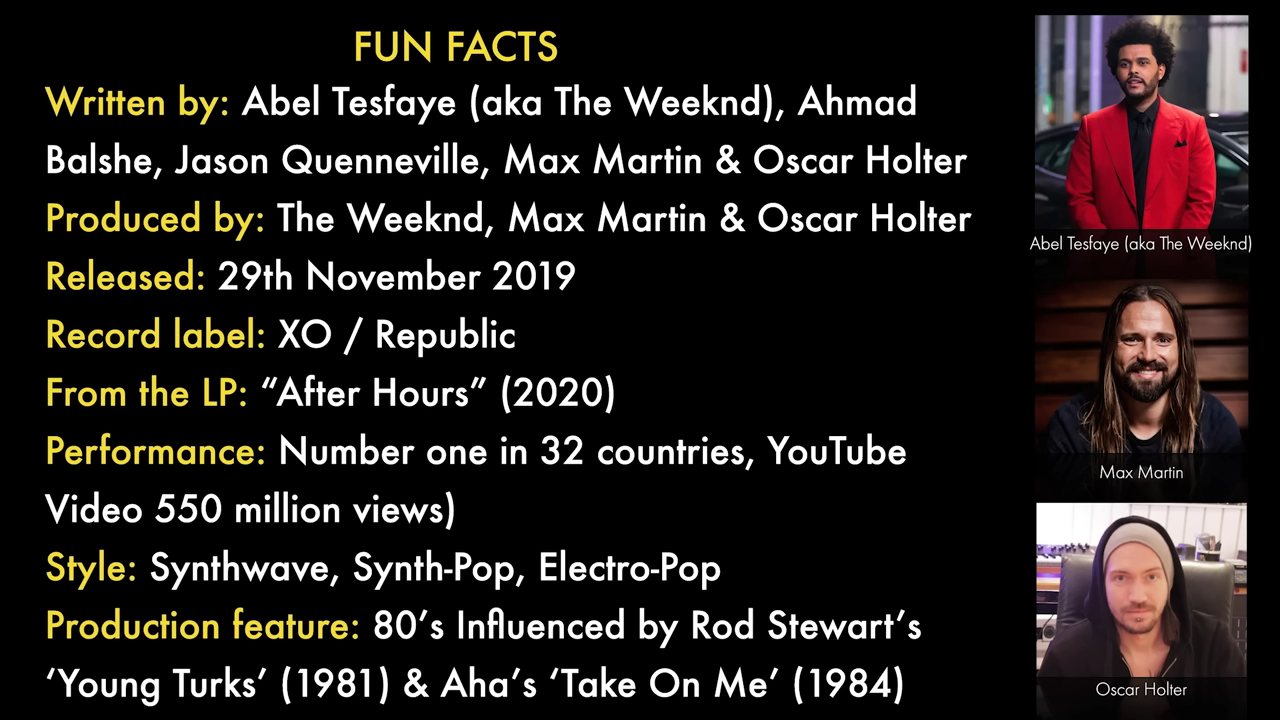 FUN FACTS
Written by: Abel Tesfaye (aka The Weeknd), Ahmad
Balshe, Jason Quenneville, Max Martin & Oscar Holter
Produced by: The Weeknd, Max Martin & Oscar Holter
Released: 29th November 2019
Record label: XO / Republic
From the LP: “After Hours” (2020)
Performance: Number one in 32 countries, YouTube
Video 550 million views)
Style: Synthwave, Synth-Pop, Electro-Pop
Production feature: 80’s Influenced by Rod Stewart’s
‘Young Turks’ (1981) & Aha’s ‘Take On Me’ (1984)
Abel Tesfaye (aka The Weeknd)
Max Martin
Oscar Holter